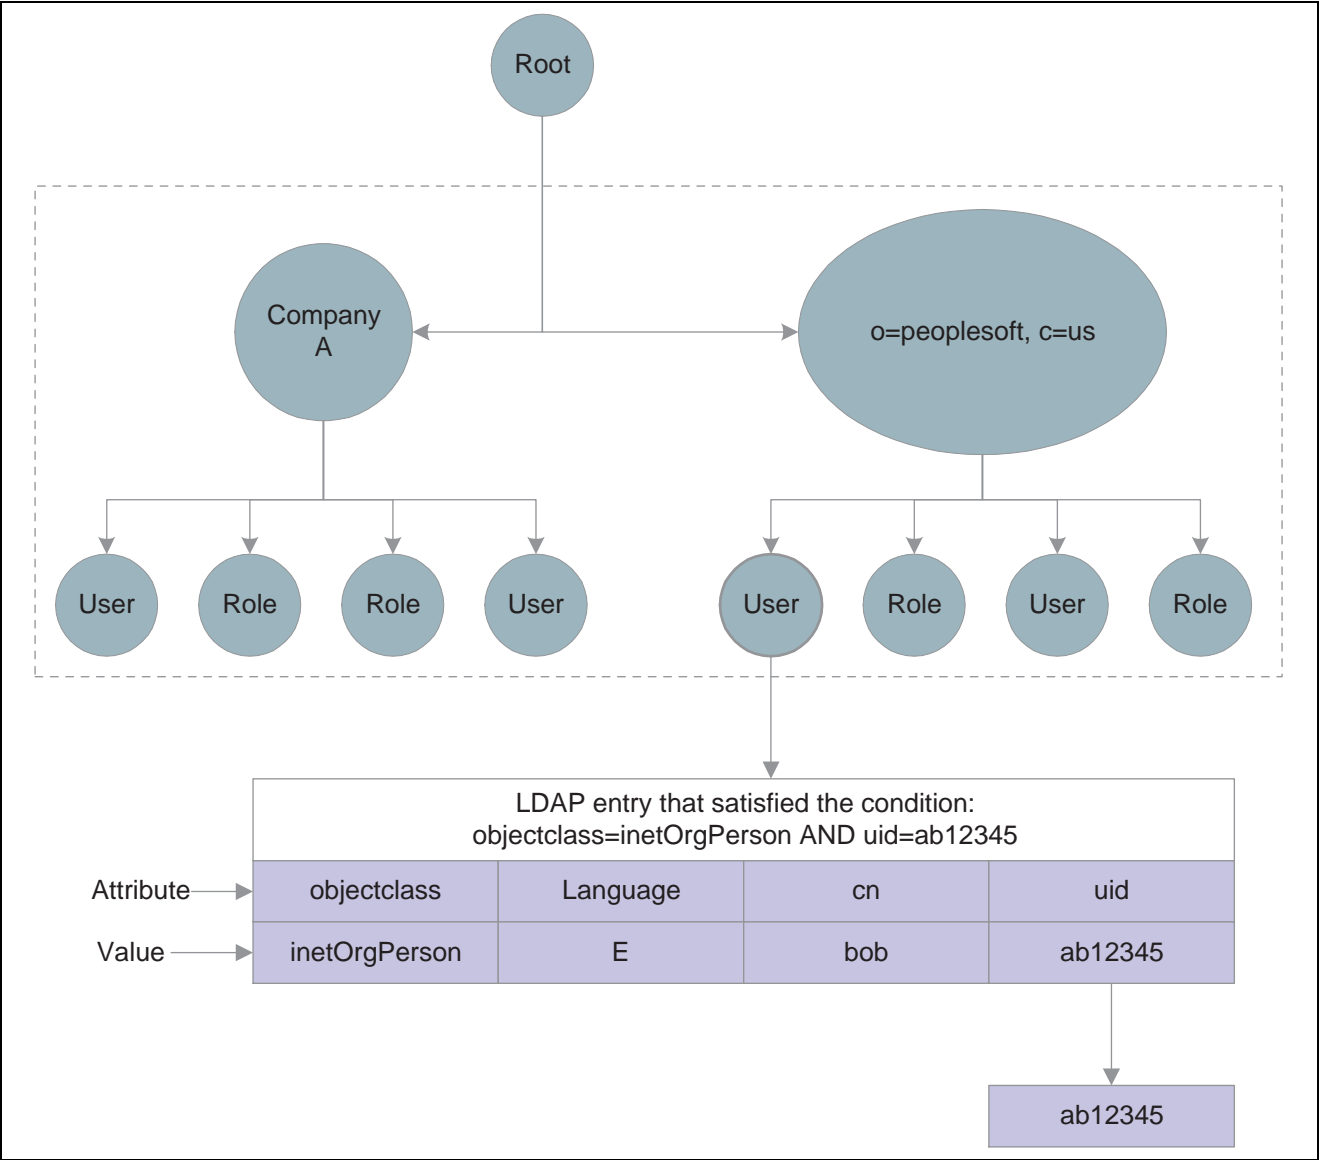 Root
Company
A
o=peoplesoft, c=us
User
Role
Role
User
User
Role
User
Role
LDAP entry that satisfied the condition:
objectclass=inetOrgPerson AND uid=ab12345
Attribute
objectclass
Language
cn
uid
Value
inetOrgPerson
E
bob
ab12345
ab12345